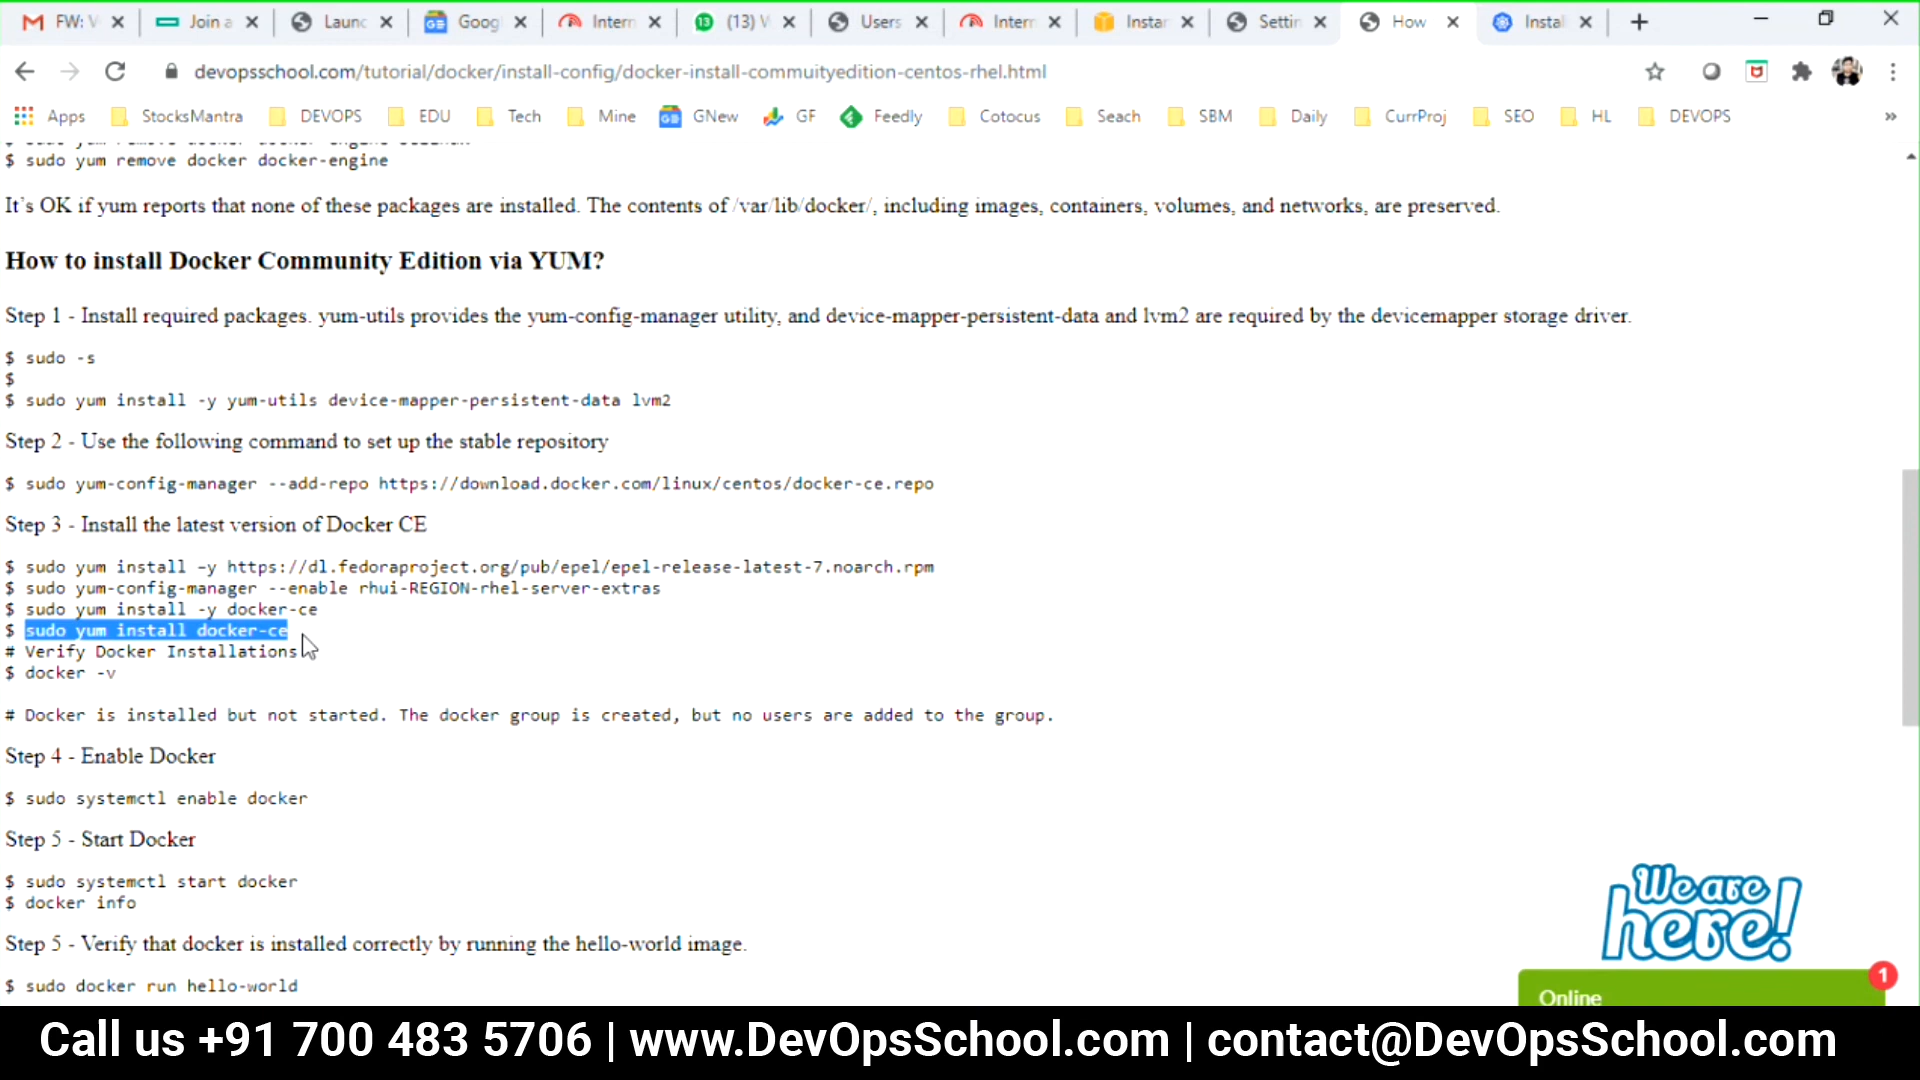 FW: V
Join a
Launc
Goog
Intern
(13) V
Users
Intern
Instar
Settin
How
Instal
devopsschool.com/tutorial/docker/install-config/docker-install-commuityedition-centos-rhel.html
Apps StocksMantra DEVOPS EDU Tech Mine GNew GF Feedly Cotocus Seach SBM Daily CurrProj SEO HL DEVOPS »
$ sudo yum remove docker docker-engine
It's OK if yum reports that none of these packages are installed. The contents of /var/lib/docker/, including images, containers, volumes, and networks, are preserved.
How to install Docker Community Edition via YUM?
Step 1 - Install required packages. yum-utils provides the yum-config-manager utility, and device-mapper-persistent-data and lvm2 are required by the devicemapper storage driver.
$ sudo -s
$
$ sudo yum install -y yum-utils device-mapper-persistent-data lvm2
Step 2 - Use the following command to set up the stable repository
$ sudo yum-config-manager --add-repo https://download.docker.com/linux/centos/docker-ce.repo
Step 3 - Install the latest version of Docker CE
$ sudo yum install –y https://dl.fedoraproject.org/pub/epel/epel-release-latest-7.noarch.rpm
$ sudo yum-config-manager --enable rhui-REGION-rhel-server-extras
$ sudo yum install -y docker-ce
$ sudo yum install docker-ce
# Verify Docker Installations
$ docker -v
# Docker is installed but not started. The docker group is created, but no users are added to the group.
Step 4 - Enable Docker
$ sudo systemctl enable docker
Step 5 - Start Docker
$ sudo systemctl start docker
$ docker info
Step 5 - Verify that docker is installed correctly by running the hello-world image.
$ sudo docker run hello-world
We are
here!
1
Online
Call us +91 700 483 5706 | www.DevOpsSchool.com | contact@DevOpsSchool.com